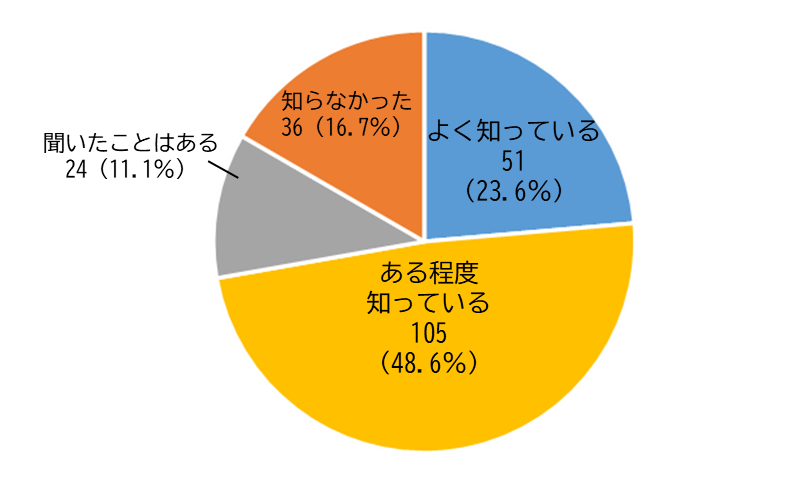 知らなかった
36（16.7％）
よく知っている
51
（23.6％）
聞いたことはある
24（11.1％）
ある程度
知っている
105
（48.6％）